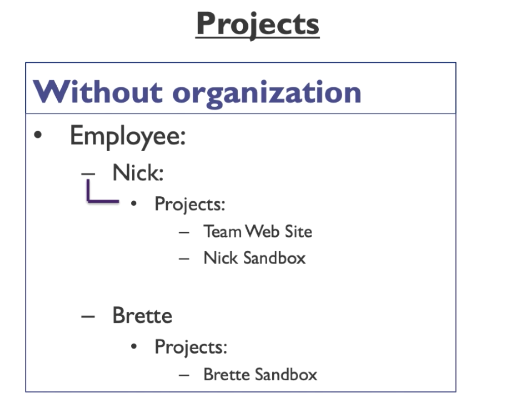 Projects
Without organization
• Employee:
– Nick:
• Projects:
– Team Web Site
– Nick Sandbox
– Brette
• Projects:
– Brette Sandbox